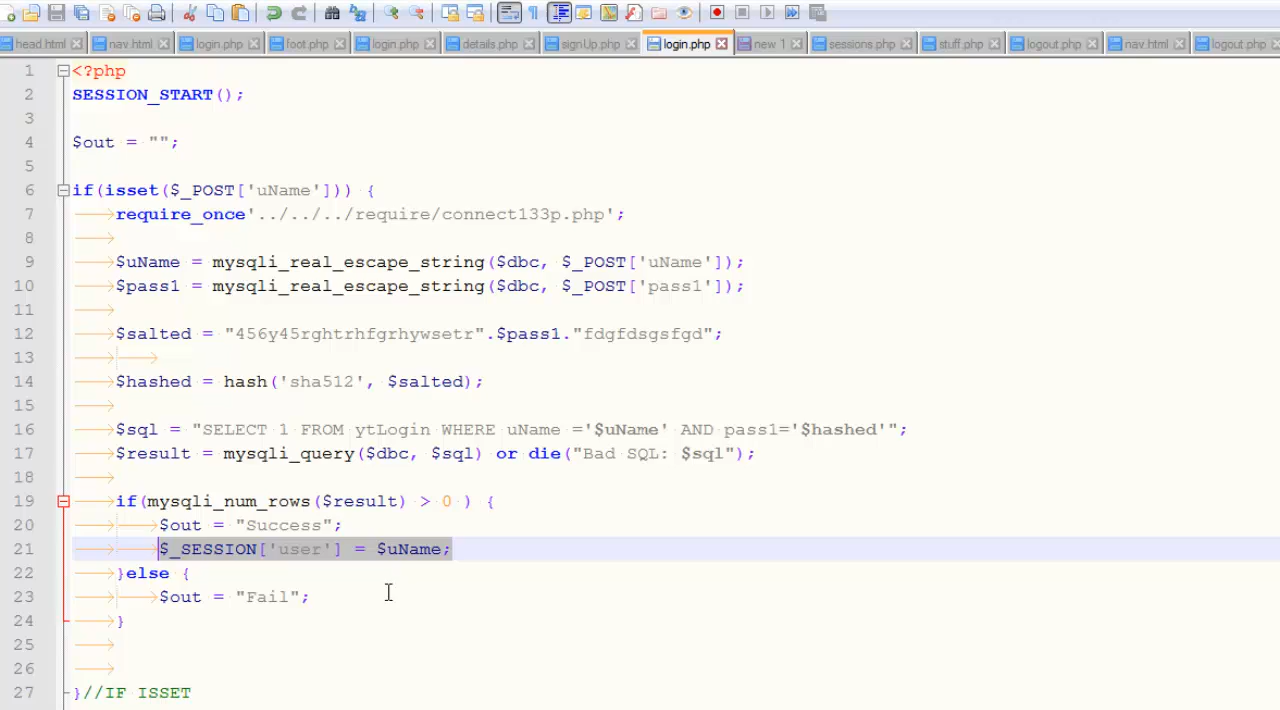 head.html nav.html login.php foot.php login.php details.php signUp.php login.php new 1 sessions.php stuff.php logout.php nav.html logout.php
1 <?php
2 SESSION_START();
3
4 $out = "";
5
6 if(isset($_POST['uName'])) {
7 require_once'../../../require/connect133p.php';
8
9 $uName = mysqli_real_escape_string($dbc, $_POST['uName']);
10 $pass1 = mysqli_real_escape_string($dbc, $_POST['pass1']);
11
12 $salted = "456y45rghtrhfgrhywsetr".$pass1."fdgfdsgsfgd";
13
14 $hashed = hash('sha512', $salted);
15
16 $sql = "SELECT 1 FROM ytLogin WHERE uName ='$uName' AND pass1='$hashed'";
17 $result = mysqli_query($dbc, $sql) or die("Bad SQL: $sql");
18
19 if(mysqli_num_rows($result) > 0 ) {
20 $out = "Success";
21 $_SESSION['user'] = $uName;
22 }else {
23 $out = "Fail";
24 }
25
26
27 }//IF ISSET